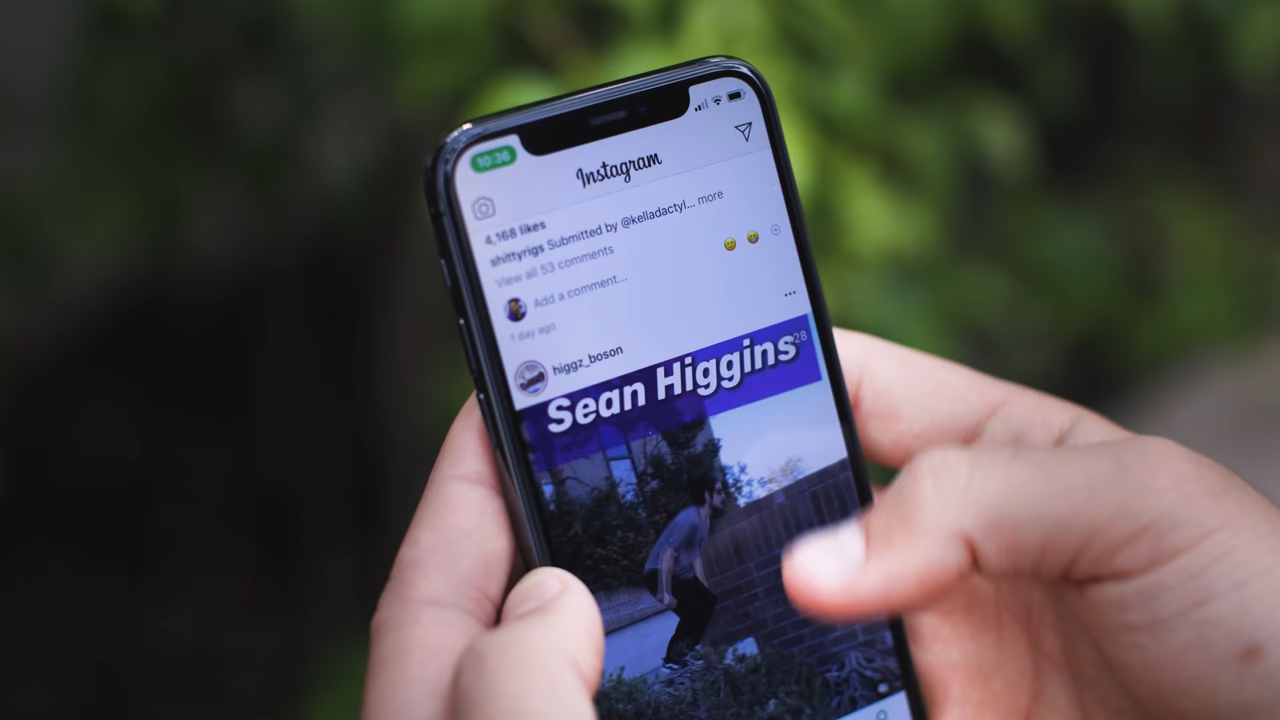 10:36
Instagram
4,168 likes
shittyrigs Submitted by @kelladactyl... more
View all 53 comments
Add a comment...
1 day ago
higgz_boson
Sean Higgins